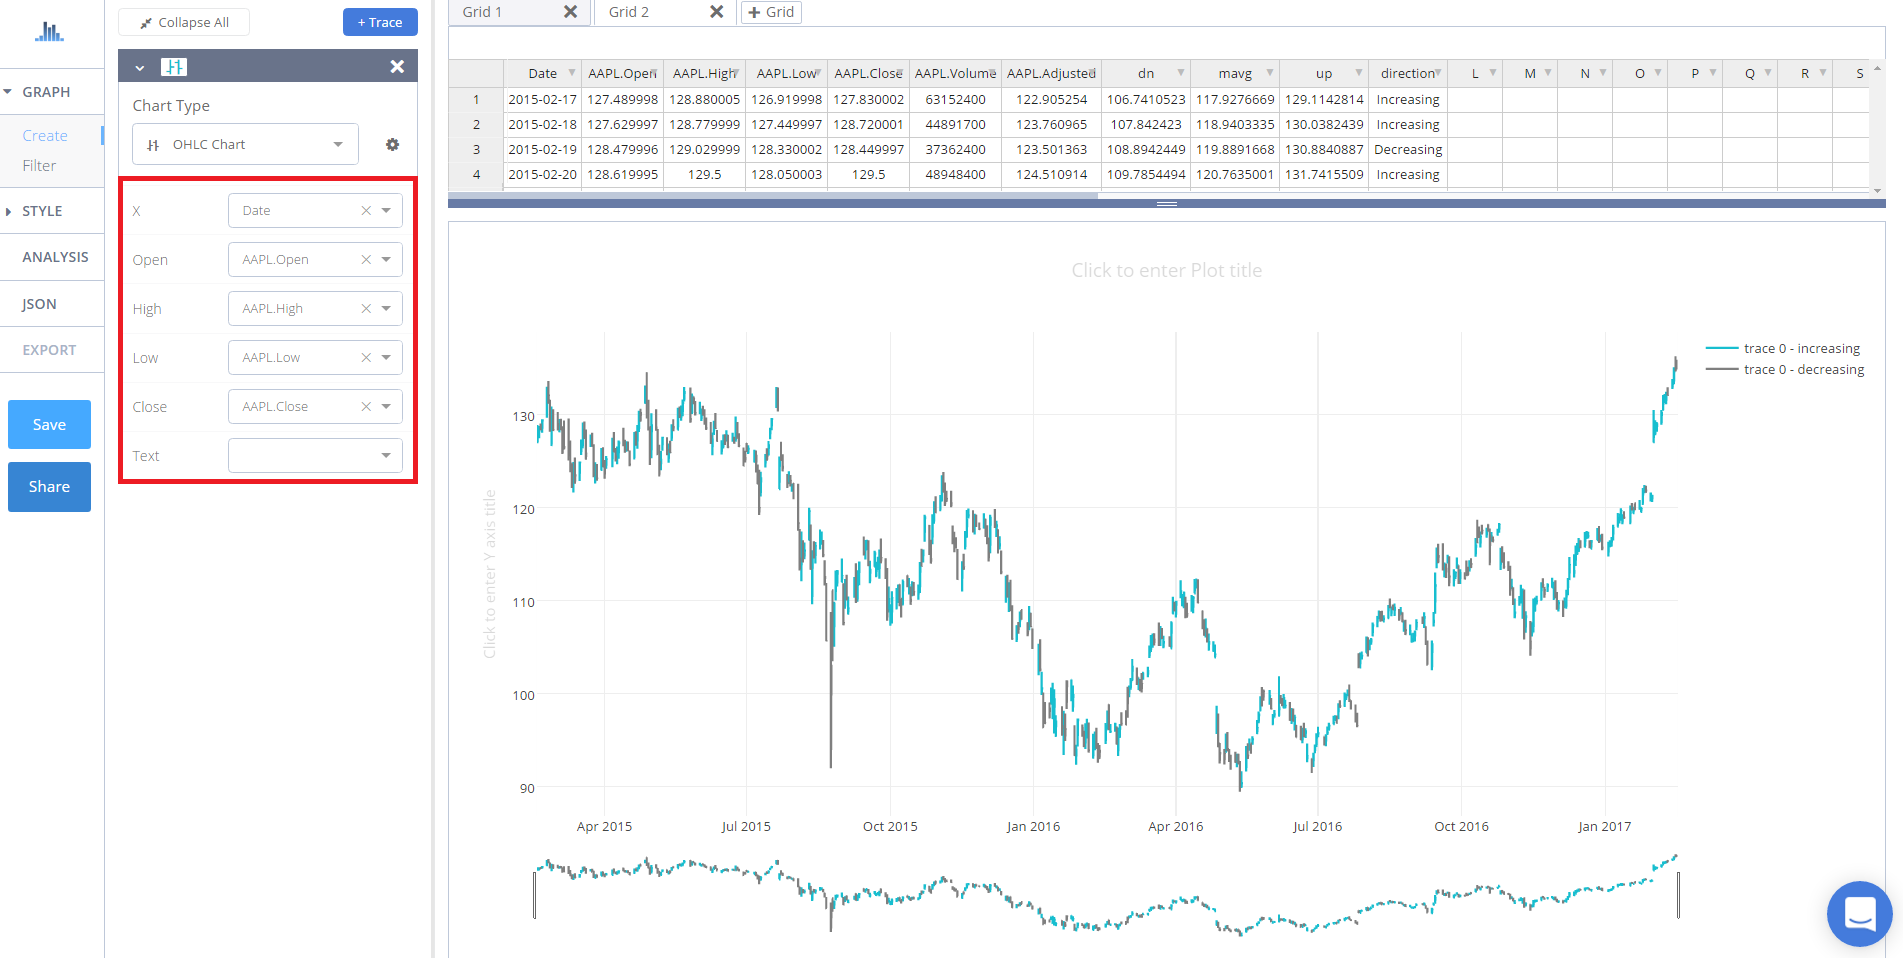 Collapse All
+ Trace
GRAPH
Create
Filter
STYLE
ANALYSIS
JSON
EXPORT
Save
Share
Chart Type
OHLC Chart
X Date
Open AAPL.Open
High AAPL.High
Low AAPL.Low
Close AAPL.Close
Text
Grid 1 Grid 2 + Grid
Date AAPL.Open AAPL.High AAPL.Low AAPL.Close AAPL.Volume AAPL.Adjusted dn mavg up direction L M N O P Q R S
1 2015-02-17 127.489998 128.880005 126.919998 127.830002 63152400 122.905254 106.7410523 117.9276669 129.1142814 Increasing
2 2015-02-18 127.629997 128.779999 127.449997 128.720001 44891700 123.760965 107.842423 118.9403335 130.0382439 Increasing
3 2015-02-19 128.479996 129.029999 128.330002 128.449997 37362400 123.501363 108.8942449 119.8891668 130.8840887 Decreasing
4 2015-02-20 128.619995 129.5 128.050003 129.5 48948400 124.510914 109.7854494 120.7635001 131.7415509 Increasing
Click to enter Plot title
trace 0 - increasing
trace 0 - decreasing
Click to enter Y axis title
130
120
110
100
90
Apr 2015 Jul 2015 Oct 2015 Jan 2016 Apr 2016 Jul 2016 Oct 2016 Jan 2017